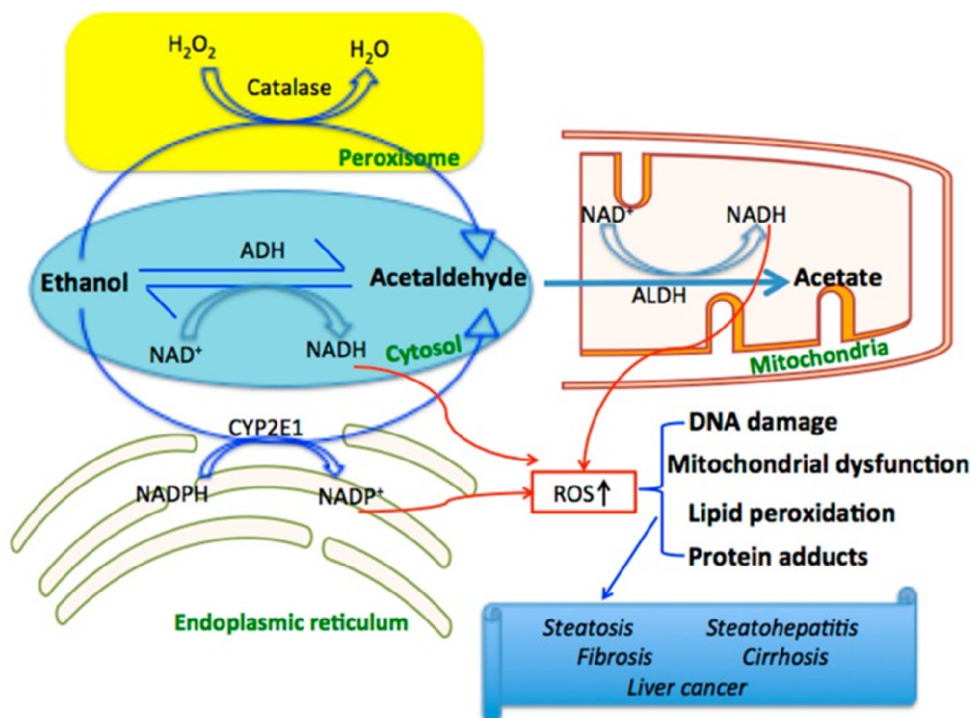 H₂O₂
H₂O
Catalase
Peroxisome
NAD⁺
NADH
ADH
Ethanol
Acetaldehyde
Acetate
ALDH
NAD⁺
NADH
Cytosol
Mitochondria
CYP2E1
NADPH
NADP⁺
ROS↑
DNA damage
Mitochondrial dysfunction
Lipid peroxidation
Protein adducts
Endoplasmic reticulum
Steatosis Steatohepatitis
Fibrosis Cirrhosis
Liver cancer